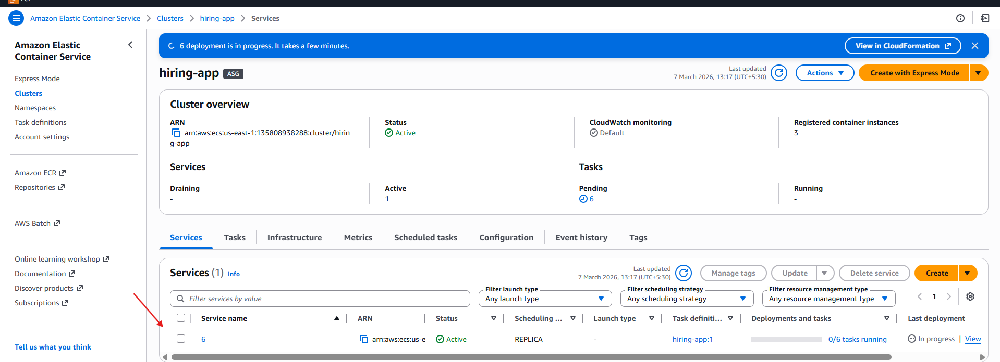 Amazon Elastic Container Service > Clusters > hiring-app > Services
Amazon Elastic
Container Service
Express Mode
Clusters
Namespaces
Task definitions
Account settings
Amazon ECR
Repositories
AWS Batch
Online learning workshop
Documentation
Discover products
Subscriptions
Tell us what you think
6 deployment is in progress. It takes a few minutes.
View in CloudFormation
hiring-app ASG
Last updated
7 March 2026, 13:17 (UTC+5:30)
Actions
Create with Express Mode
Cluster overview
ARN
arn:aws:ecs:us-east-1:135808938288:cluster/hirin
g-app
Status
Active
CloudWatch monitoring
Default
Registered container instances
3
Services
Tasks
Draining
-
Active
1
Pending
6
Running
-
Services Tasks Infrastructure Metrics Scheduled tasks Configuration Event history Tags
Services (1) Info
Last updated
7 March 2026, 13:17 (UTC+5:30)
Manage tags
Update
Delete service
Create
Filter services by value
Filter launch type
Any launch type
Filter scheduling strategy
Any scheduling strategy
Filter resource management type
Any resource management type
1
Service name ARN Status Scheduling ... Launch type Task definiti... Deployments and tasks Last deployment
6 arn:aws:ecs:us-e Active REPLICA - hiring-app:1 0/6 tasks running In progress | View